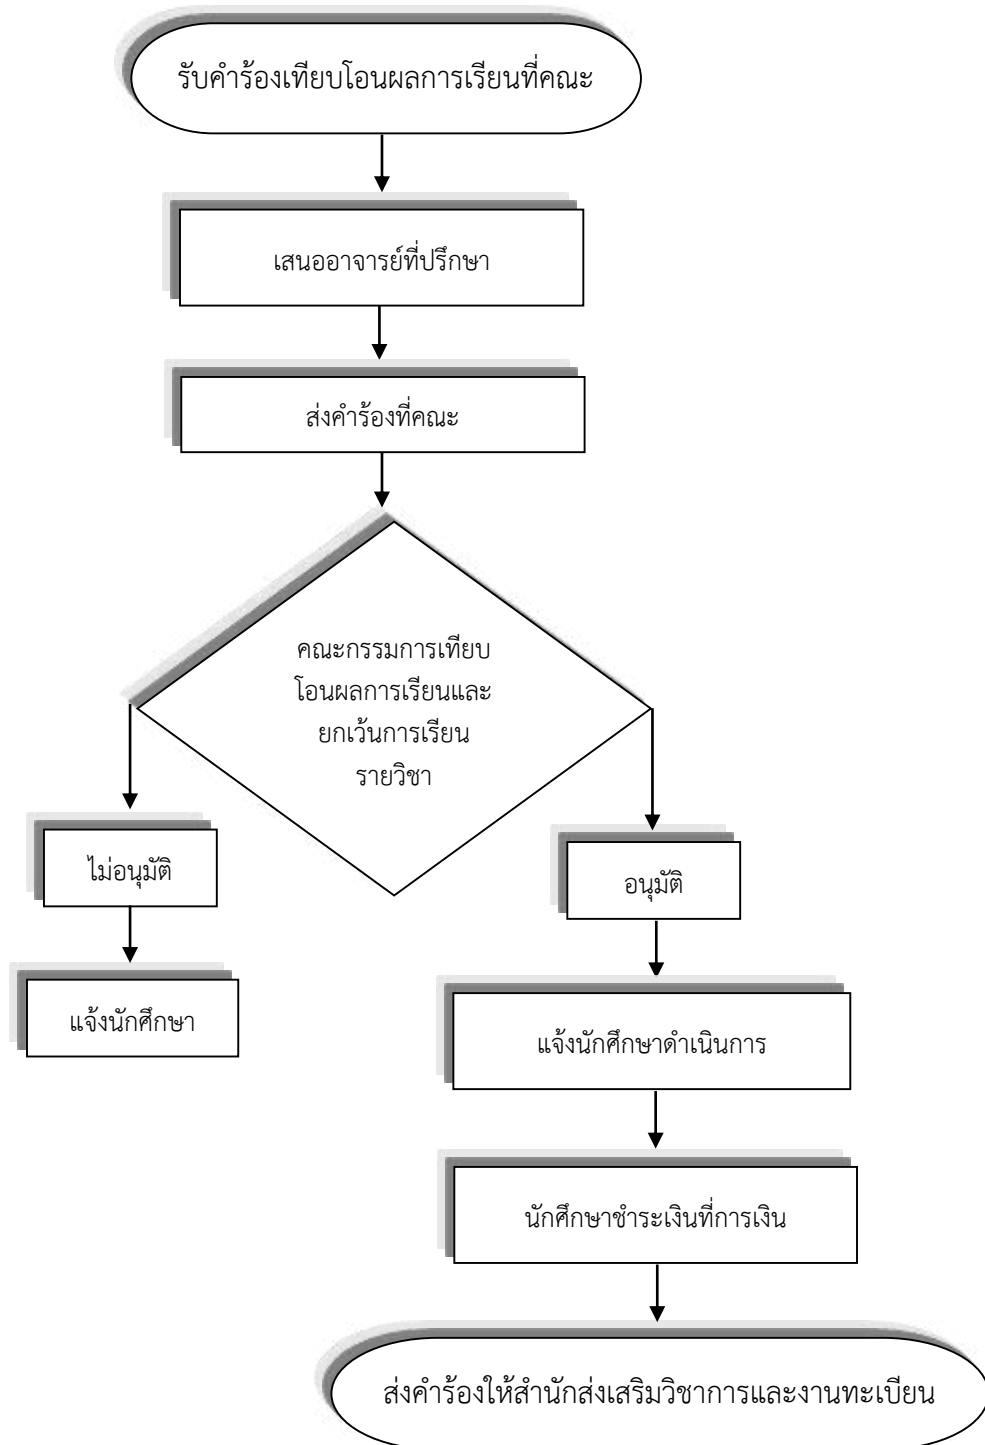 รับคำร้องเทียบโอนผลการเรียนที่คณะ
เสนออาจารย์ที่ปรึกษา
ส่งคำร้องที่คณะ
คณะกรรมการเทียบ
โอนผลการเรียนและ
ยกเว้นการเรียน
รายวิชา
ไม่อนุมัติ
อนุมัติ
แจ้งนักศึกษา
แจ้งนักศึกษาดำเนินการ
นักศึกษาชำระเงินที่การเงิน
ส่งคำร้องให้สำนักส่งเสริมวิชาการและงานทะเบียน